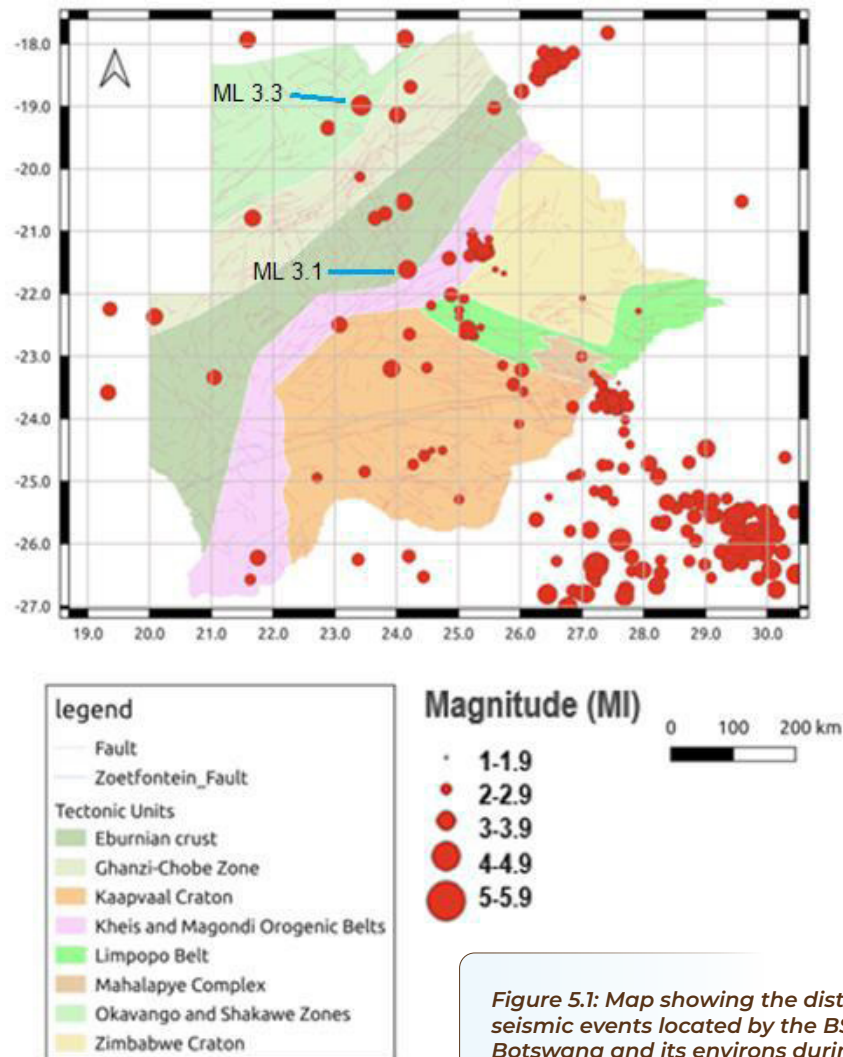 -18.0
ML 3.3
-19.0
-20.0
-21.0
ML 3.1
-22.0
-23.0
-24.0
-25.0
-26.0
-27.0
19.0 20.0 21.0 22.0 23.0 24.0 25.0 26.0 27.0 28.0 29.0 30.0
legend
Fault
Zoetfontein_Fault
Tectonic Units
Eburnian crust
Ghanzi-Chobe Zone
Kaapvaal Craton
Kheis and Magondi Orogenic Belts
Limpopo Belt
Mahalapye Complex
Okavango and Shakawe Zones
Zimbabwe Craton
Magnitude (Ml)
1-1.9
2-2.9
3-3.9
4-4.9
5-5.9
0 100 200 km
Figure 5.1: Map showing the dist
seismic events located by the BS
Botswana and its environs durin